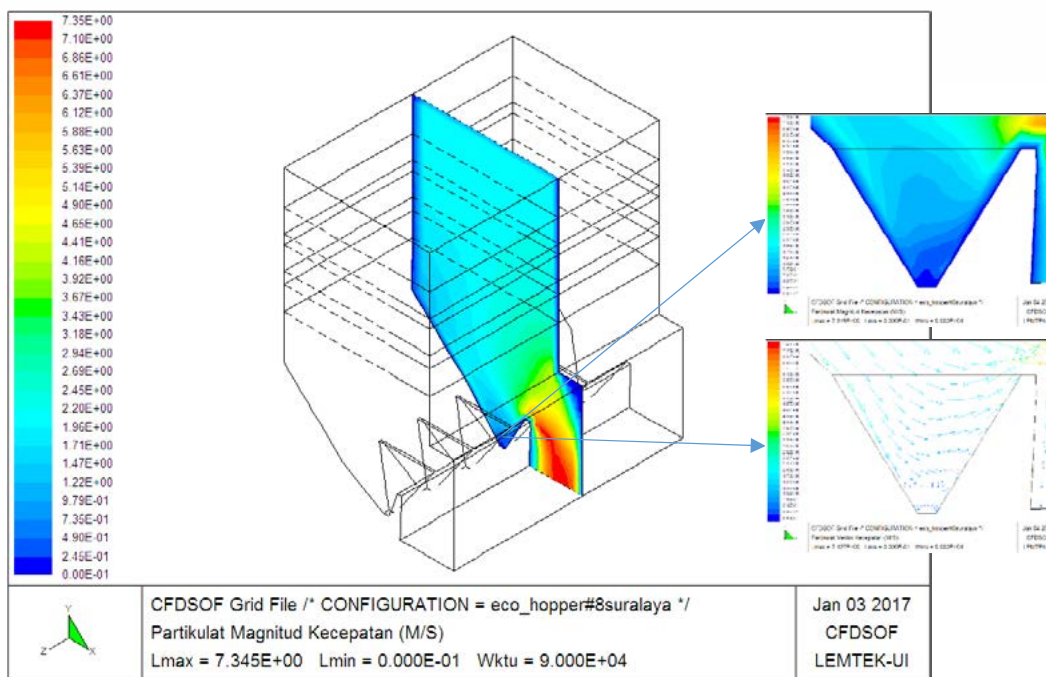 7.35E+00
7.10E+00
6.86E+00
6.61E+00
6.37E+00
6.12E+00
5.88E+00
5.63E+00
5.39E+00
5.14E+00
4.90E+00
4.65E+00
4.41E+00
4.16E+00
3.92E+00
3.67E+00
3.43E+00
3.18E+00
2.94E+00
2.69E+00
2.45E+00
2.20E+00
1.96E+00
1.71E+00
1.47E+00
1.22E+00
9.79E-01
7.35E-01
4.90E-01
2.45E-01
0.00E-01
Y
Z
X
CFDSOF Grid File /* CONFIGURATION = eco_hopper#8suralaya */
Partikulat Magnitud Kecepatan (M/S)
Lmax = 7.345E+00 Lmin = 0.000E-01 Wktu = 9.000E+04
Jan 03 2017
CFDSOF
LEMTEK-UI